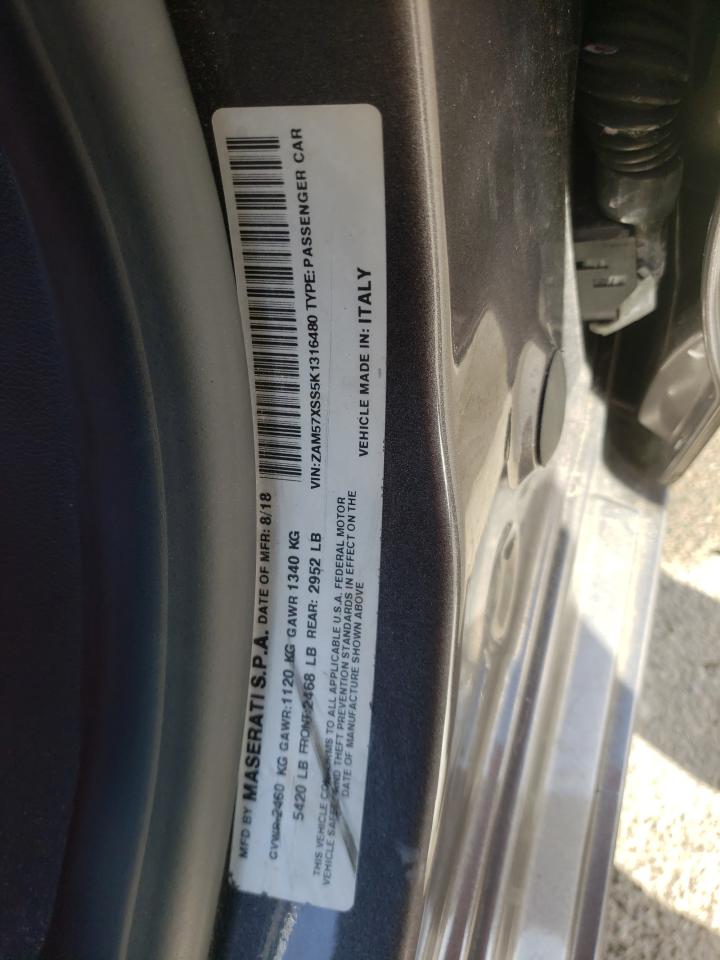 MFD BY MASERATI S.P.A. DATE OF MFR: 8/18
GVWR:2460 KG GAWR:1120 KG GAWR 1340 KG
5420 LB FRONT:2468 LB REAR: 2952 LB
VIN:ZAM57XSS5K1316480 TYPE:PASSENGER CAR
THIS VEHICLE CONFORMS TO ALL APPLICABLE U.S.A. FEDERAL MOTOR
VEHICLE SAFETY AND THEFT PREVENTION STANDARDS IN EFFECT ON THE
DATE OF MANUFACTURE SHOWN ABOVE
VEHICLE MADE IN: ITALY